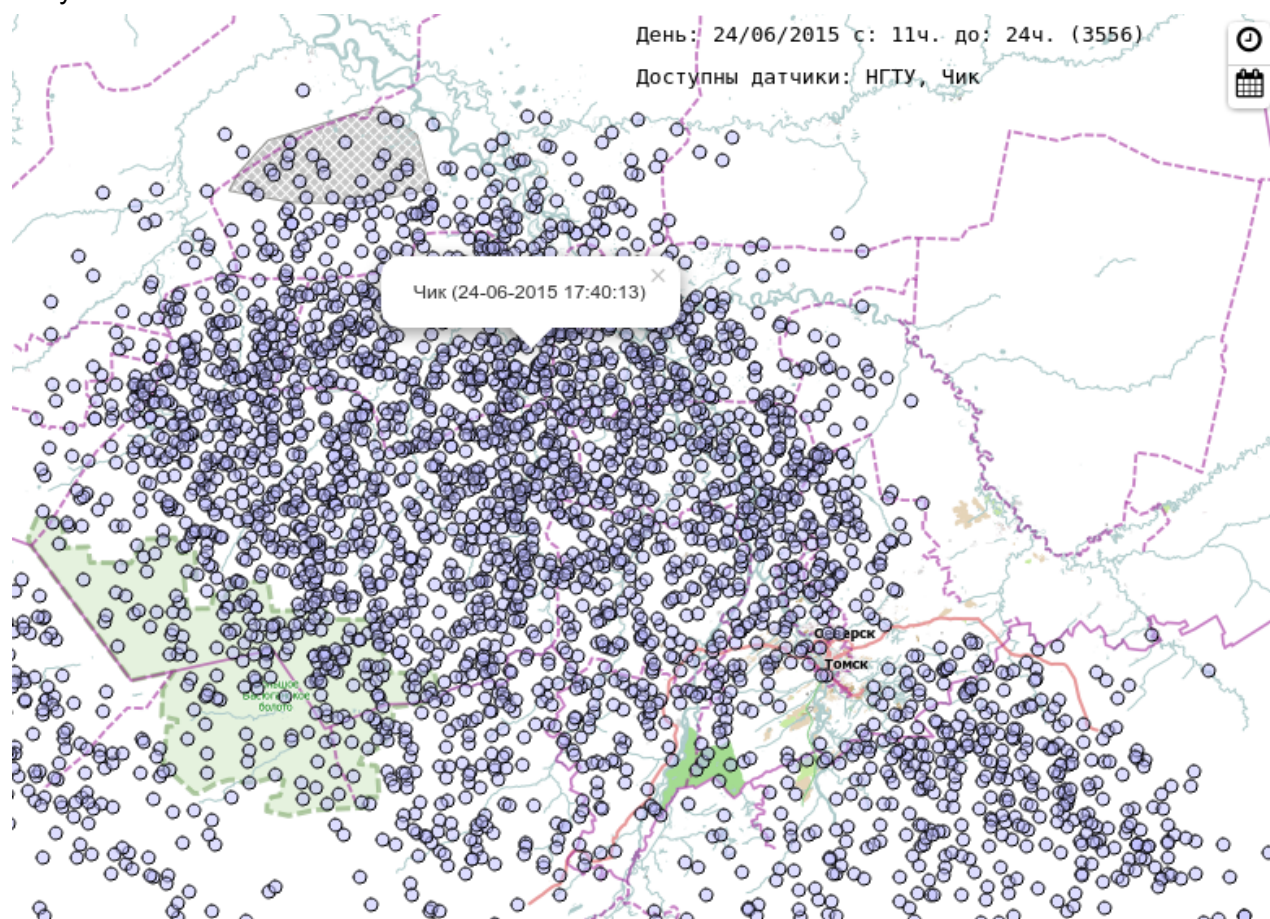 День: 24/06/2015 с: 11ч. до: 24ч. (3556)
Доступны датчики: НГТУ, Чик
×
Чик (24-06-2015 17:40:13)
Томск
болото